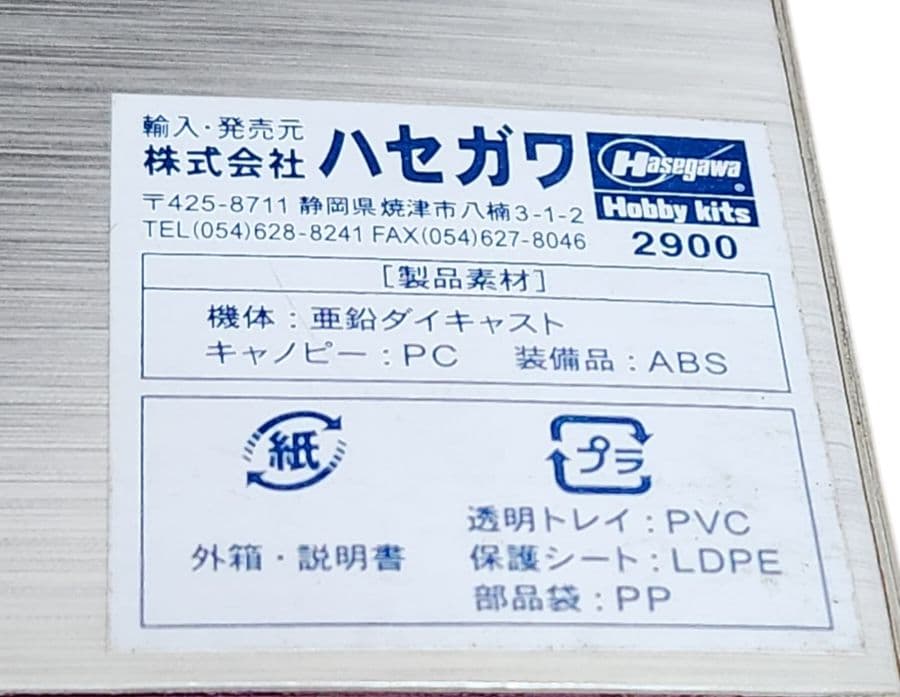 輸入・発売元
株式会社 ハセガワ
〒425-8711 静岡県焼津市八楠3-1-2
TEL(054)628-8241 FAX(054)627-8046
Hasegawa
Hobby kits
2900
[製品素材]
機体：亜鉛ダイキャスト
キャノピー：PC 装備品：ABS
紙
外箱・説明書
プラ
透明トレイ：PVC
保護シート：LDPE
部品袋：PP